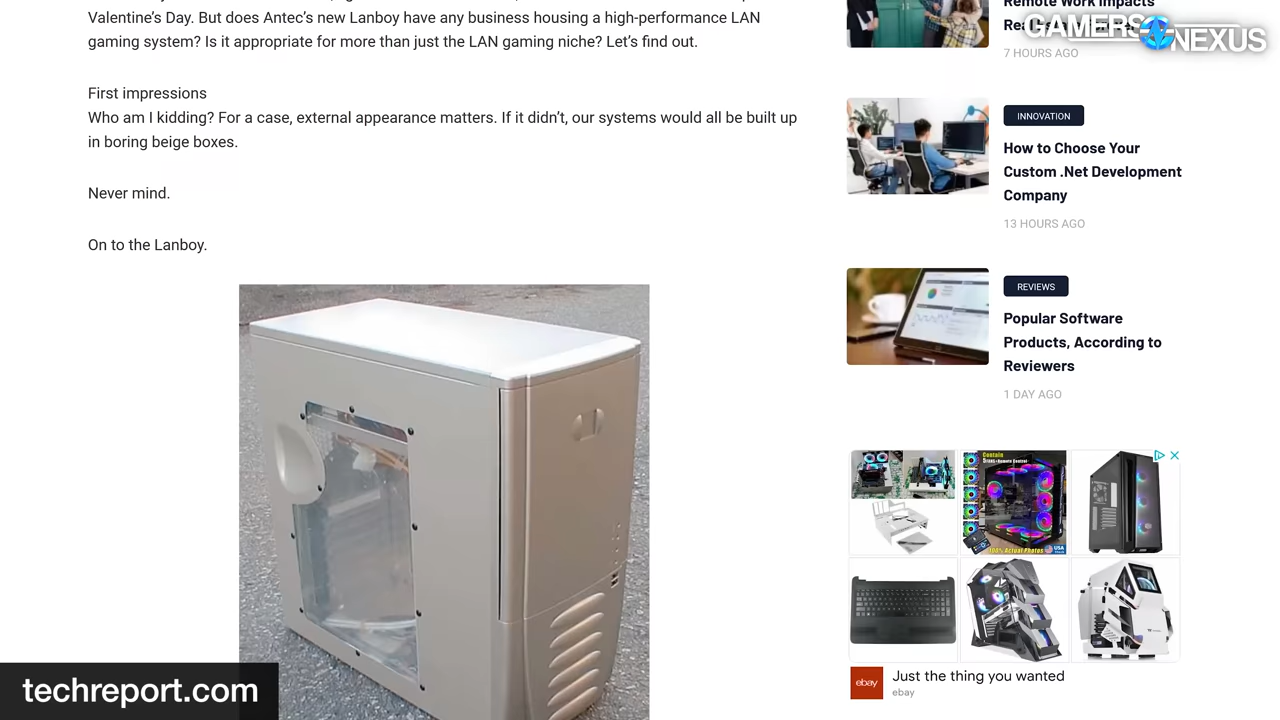 Valentine’s Day. But does Antec’s new Lanboy have any business housing a high-performance LAN
gaming system? Is it appropriate for more than just the LAN gaming niche? Let’s find out.
First impressions
Who am I kidding? For a case, external appearance matters. If it didn’t, our systems would all be built up
in boring beige boxes.
Never mind.
On to the Lanboy.
Remote Work Impacts
7 HOURS AGO
GAMERS NEXUS
INNOVATION
How to Choose Your
Custom .Net Development
Company
13 HOURS AGO
REVIEWS
Popular Software
Products, According to
Reviewers
1 DAY AGO
Contain
100% Actual Photos
USA
ebay
Just the thing you wanted
ebay
techreport.com